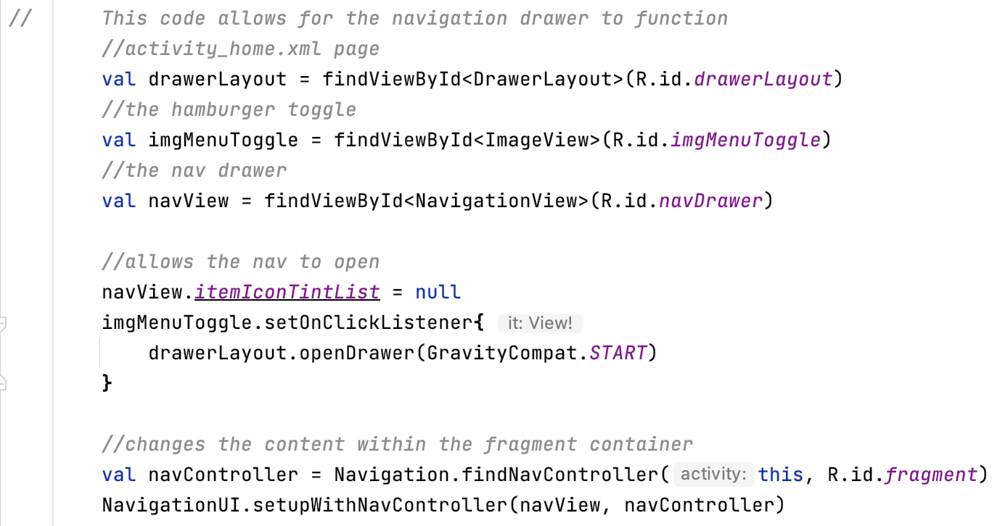 //      This code allows for the navigation drawer to function
        //activity_home.xml page
        val drawerLayout = findViewById<DrawerLayout>(R.id.drawerLayout)
        //the hamburger toggle
        val imgMenuToggle = findViewById<ImageView>(R.id.imgMenuToggle)
        //the nav drawer
        val navView = findViewById<NavigationView>(R.id.navDrawer)
        //allows the nav to open
        navView.itemIconTintList = null
        imgMenuToggle.setOnClickListener{ it: View!
            drawerLayout.openDrawer(GravityCompat.START)
        }
        //changes the content within the fragment container
        val navController = Navigation.findNavController( activity: this, R.id.fragment)
        NavigationUI.setupWithNavController(navView, navController)